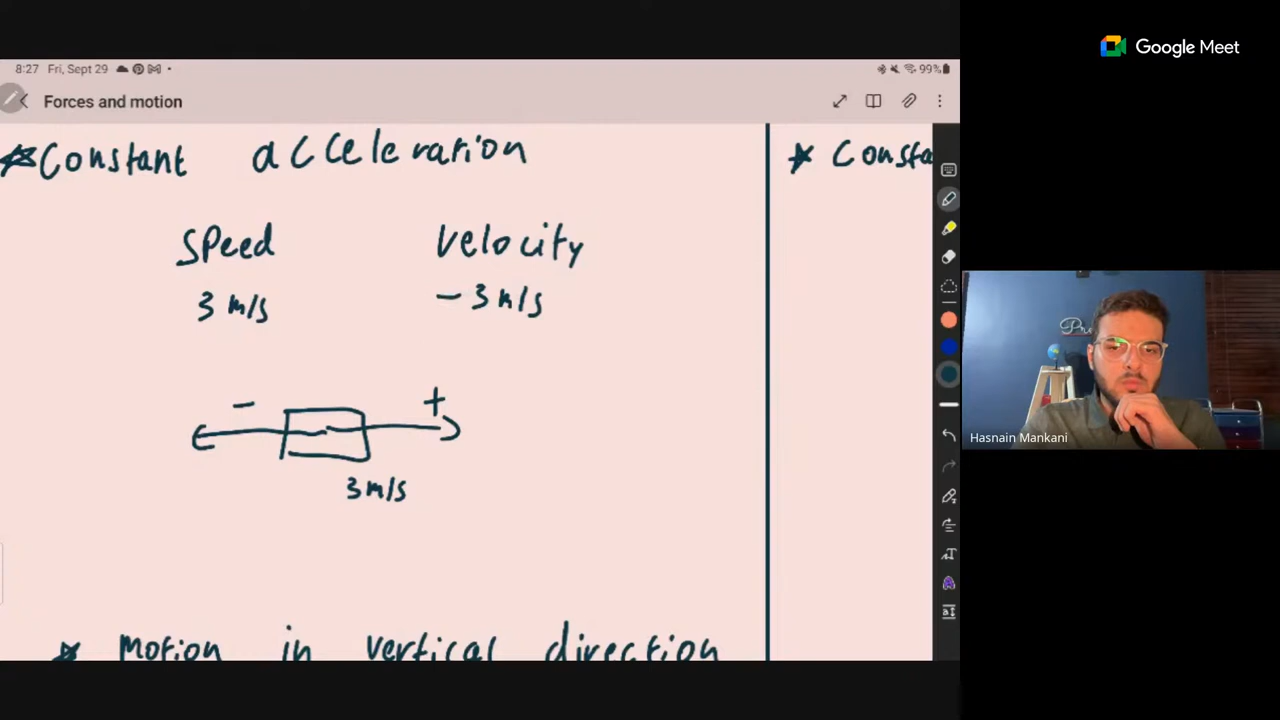 Google Meet
8:27 Fri, Sept 29
99%
Forces and motion
Constant acceleration
Consta
Speed
Velocity
3 m/s
- 3 m/s
- +
3 m/s
Hasnain Mankani
motion in vertical direction